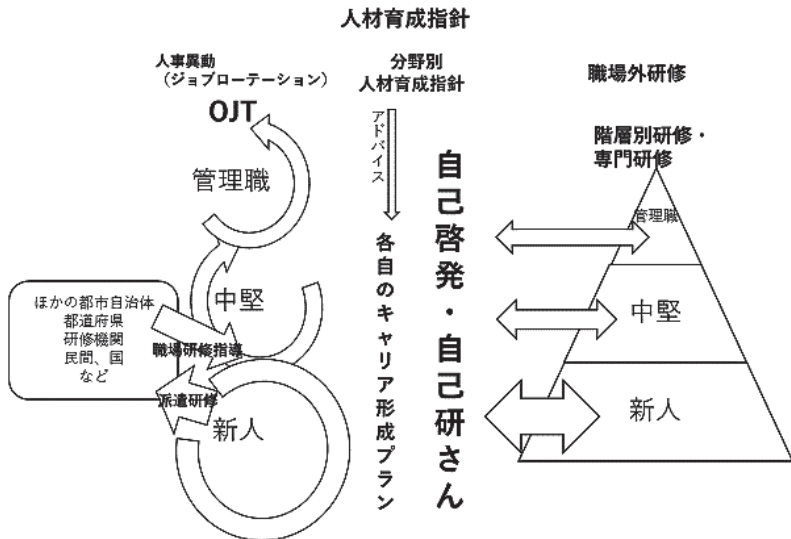 人材育成指針
人事異動
（ジョブローテーション）
OJT
管理職
中堅
新人
ほかの都市自治体
都道府県
研修機関
民間、国
など
職場研修指導
派遣研修
分野別
人材育成指針
アドバイス
各自のキャリア形成プラン
自己啓発・自己研さん
職場外研修
階層別研修・
専門研修
管理職
中堅
新人